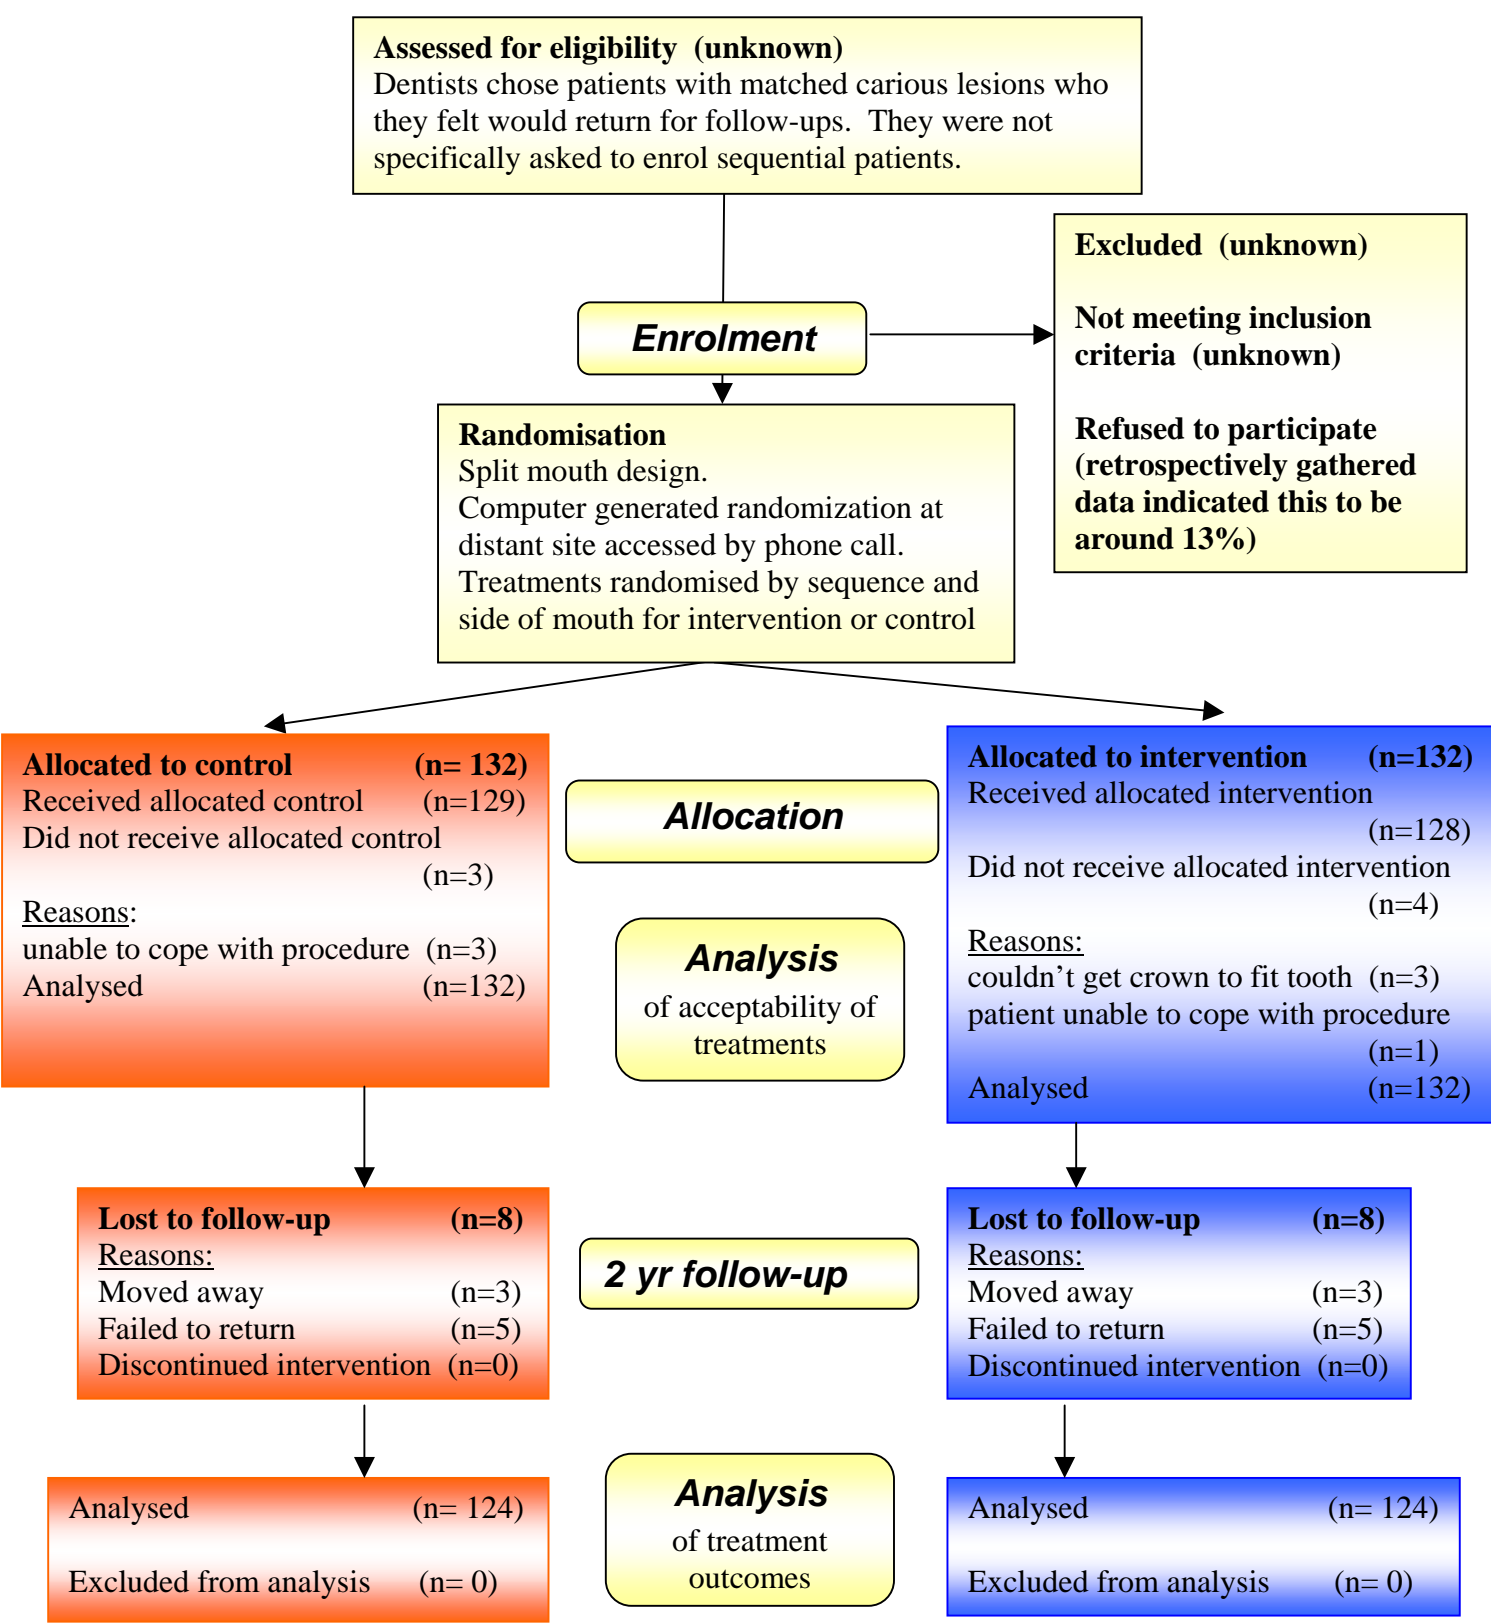 Assessed for eligibility (unknown)
Dentists chose patients with matched carious lesions who
they felt would return for follow-ups. They were not
specifically asked to enrol sequential patients.
Excluded (unknown)
Not meeting inclusion
criteria (unknown)
Refused to participate
(retrospectively gathered
data indicated this to be
around 13%)
Enrolment
Randomisation
Split mouth design.
Computer generated randomization at
distant site accessed by phone call.
Treatments randomised by sequence and
side of mouth for intervention or control
Allocated to control (n= 132)
Received allocated control (n=129)
Did not receive allocated control
(n=3)
Reasons:
unable to cope with procedure (n=3)
Analysed (n=132)
Allocation
Analysis
of acceptability of
treatments
Allocated to intervention (n=132)
Received allocated intervention
(n=128)
Did not receive allocated intervention
(n=4)
Reasons:
couldn't get crown to fit tooth (n=3)
patient unable to cope with procedure
(n=1)
Analysed (n=132)
Lost to follow-up (n=8)
Reasons:
Moved away (n=3)
Failed to return (n=5)
Discontinued intervention (n=0)
2 yr follow-up
Lost to follow-up (n=8)
Reasons:
Moved away (n=3)
Failed to return (n=5)
Discontinued intervention (n=0)
Analysed (n= 124)
Excluded from analysis (n= 0)
Analysis
of treatment
outcomes
Analysed (n= 124)
Excluded from analysis (n= 0)